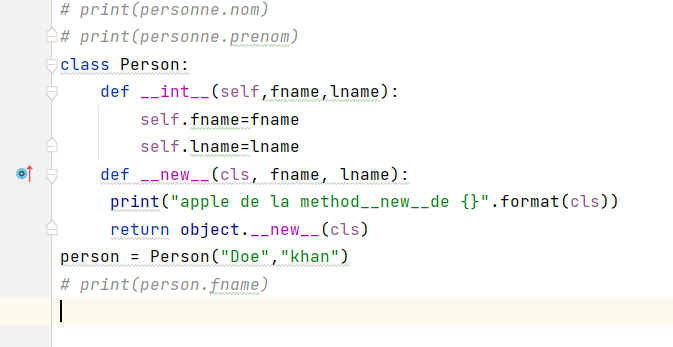 # print(personne.nom)
# print(personne.prenom)
class Person:
    def __int__(self,fname,lname):
        self.fname=fname
        self.lname=lname
    def __new__(cls, fname, lname):
     print("apple de la method__new__de {}".format(cls))
     return object.__new__(cls)
person = Person("Doe","khan")
# print(person.fname)